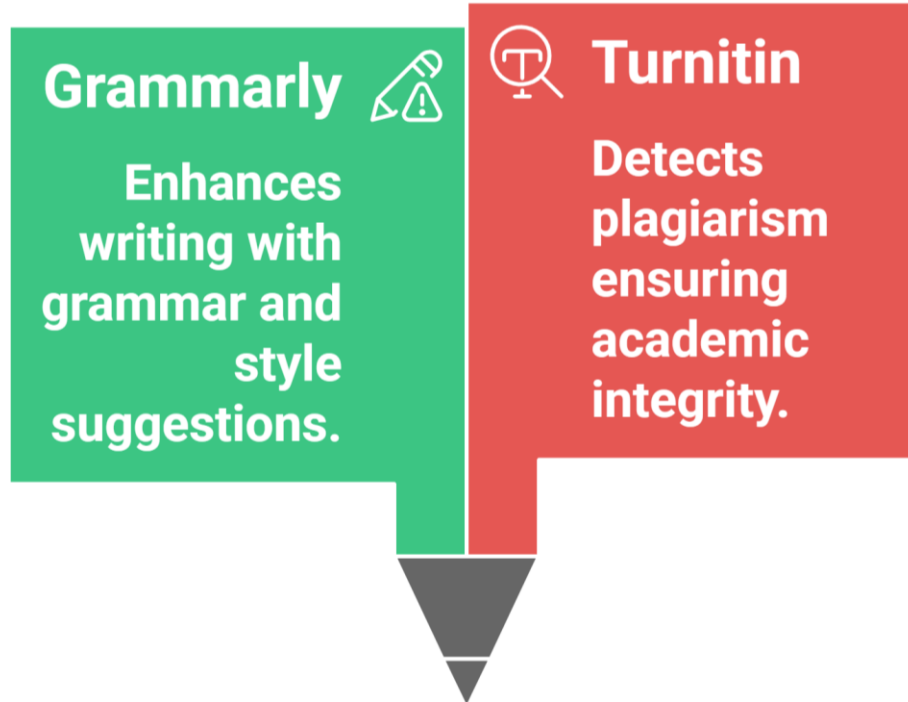 Grammarly
Enhances
writing with
grammar and
style
suggestions.
Turnitin
Detects
plagiarism
ensuring
academic
integrity.